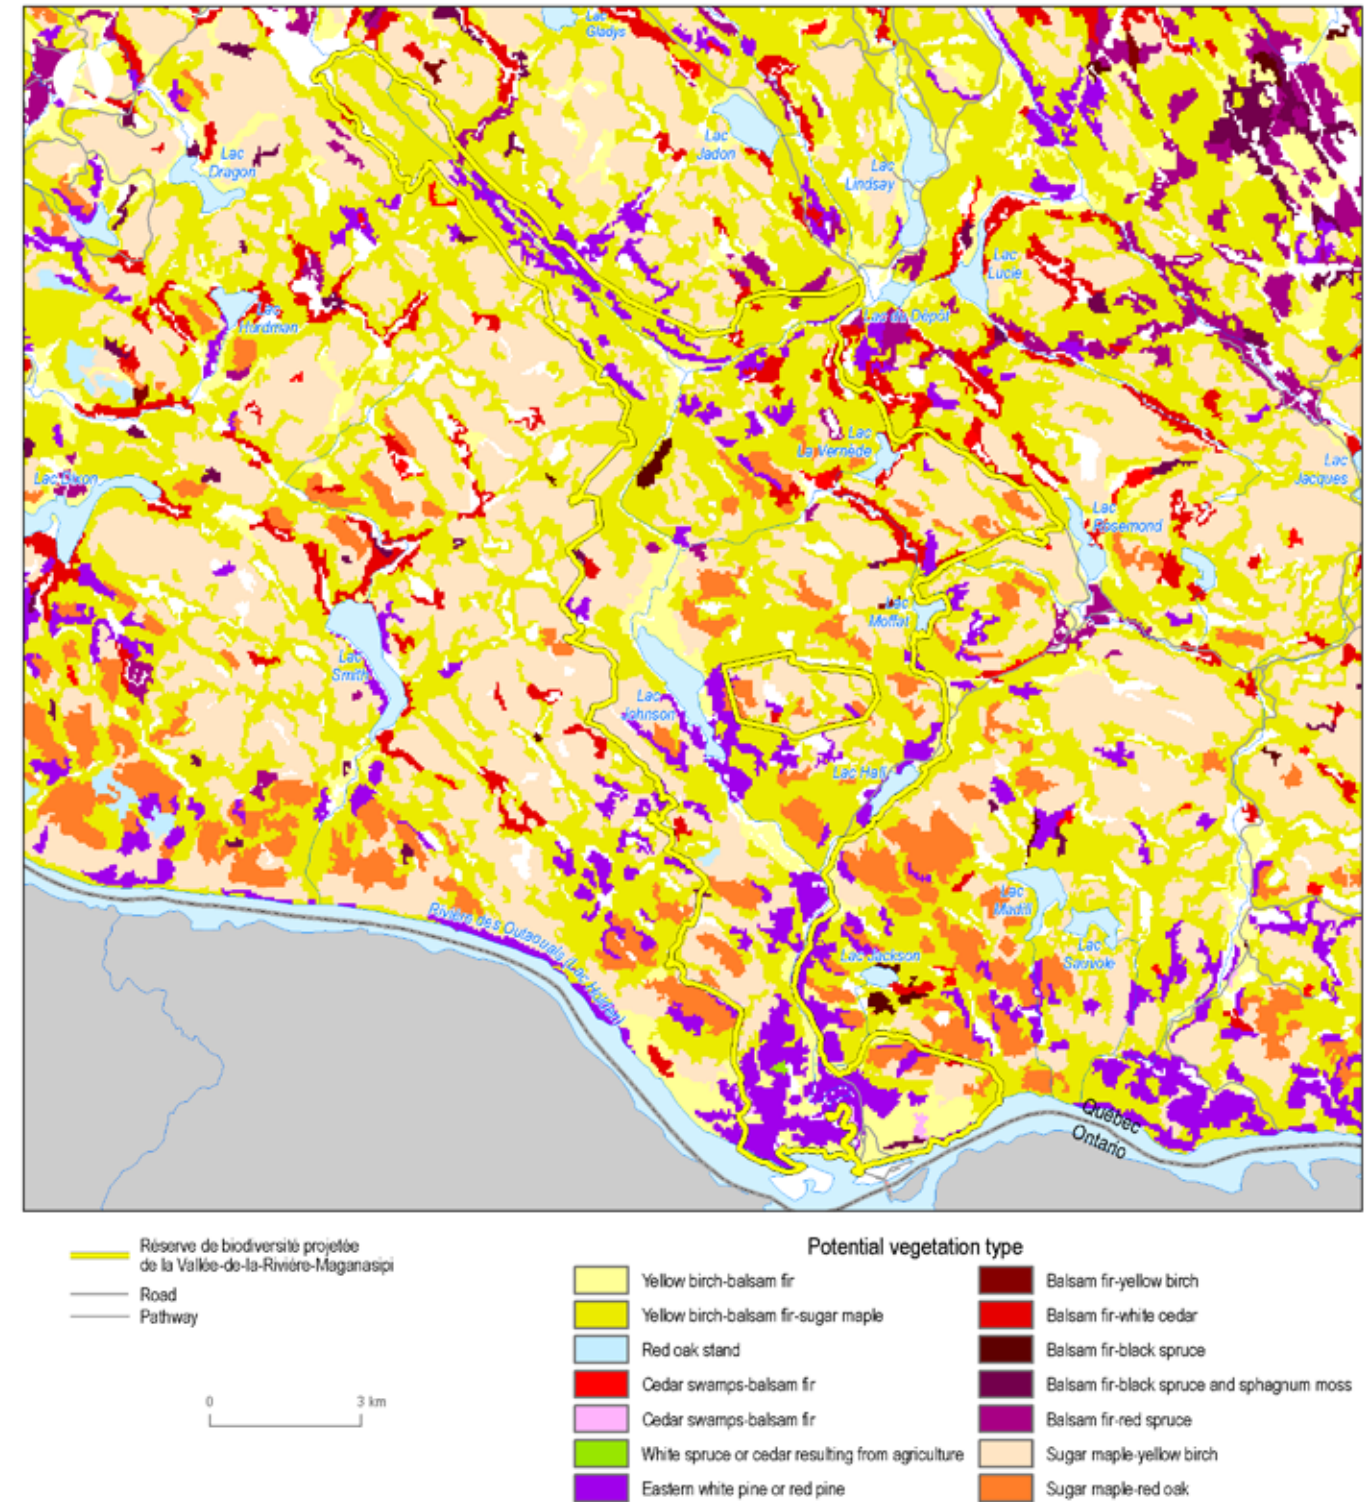 Lac
Gladys
Lac
Jadon
Lac
Lindsay
Lac
Dragon
Lac
Lucie
Lac
Hurdman
Lac du Dépôt
Lac
La Vernède
Lac
Jacques
Lac Dixon
Lac
Rosemond
Lac
Moffat
Lac
Smith
Lac
Johnson
Lac Hall
Lac
Madill
Lac
Sauvole
Lac Jackson
Rivière des Outaouais (Lac Holden)
Québec
Ontario
Réserve de biodiversité projetée
de la Vallée-de-la-Rivière-Maganasipi
Road
Pathway
0 3 km
Potential vegetation type
Yellow birch-balsam fir
Yellow birch-balsam fir-sugar maple
Red oak stand
Cedar swamps-balsam fir
Cedar swamps-balsam fir
White spruce or cedar resulting from agriculture
Eastern white pine or red pine
Balsam fir-yellow birch
Balsam fir-white cedar
Balsam fir-black spruce
Balsam fir-black spruce and sphagnum moss
Balsam fir-red spruce
Sugar maple-yellow birch
Sugar maple-red oak